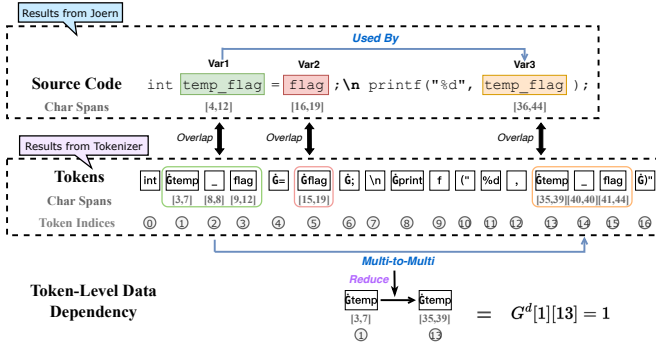 Results from Joern
Used By
Var1 Var2 Var3
Source Code int temp_flag = flag ;\n printf("%d", temp_flag );
Char Spans [4,12] [16,19] [36,44]
Overlap Overlap Overlap
Results from Tokenizer
Tokens int Ġtemp _ flag Ġ= Ġflag Ġ; \n Ġprint f (" %d , Ġtemp _ flag Ġ)"
Char Spans [3,7] [8,8] [9,12] [15,19] [35,39][40,40][41,44]
Token Indices 0 1 2 3 4 5 6 7 8 9 10 11 12 13 14 15 16
Multi-to-Multi
Reduce
Token-Level Data
Dependency
Ġtemp Ġtemp = G^d[1][13] = 1
[3,7] [35,39]
1 13